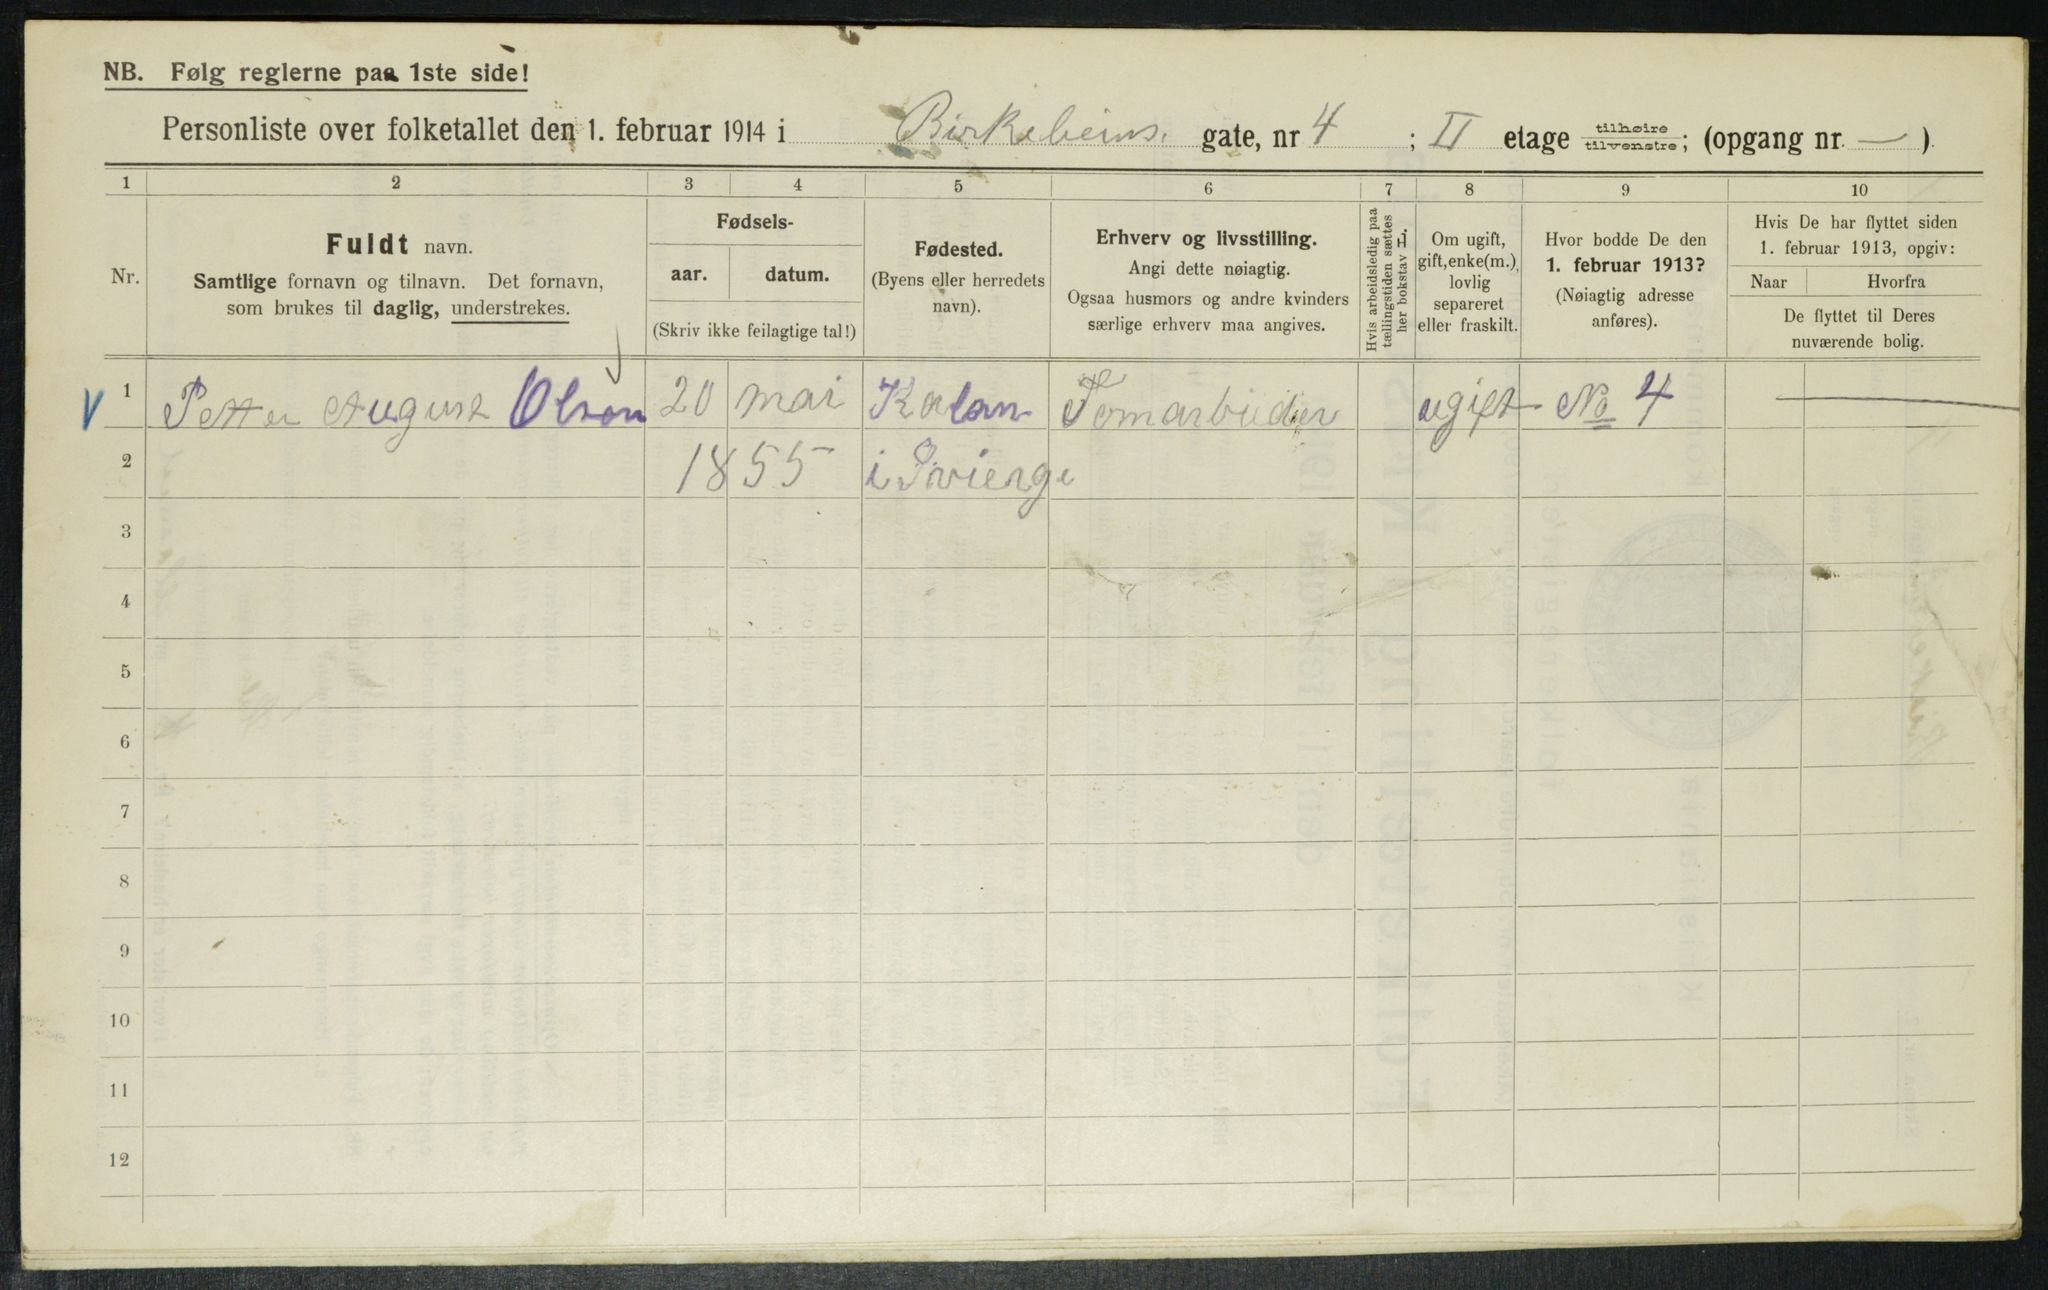 NB. Følg reglerne paa 1ste side!
Personliste over folketallet den 1. februar 1914 i Birkebeins. gate, nr 4 ; II etage tilhøire tilvenstre; (opgang nr. — ).
1 2 3 4 5 6 7 8 9 10
Nr.
Fuldt navn.
Samtlige fornavn og tilnavn. Det fornavn,
som brukes til daglig, understrekes.
Fødsels-
aar. datum.
(Skriv ikke feilagtige tal!)
Fødested.
(Byens eller herredets
navn).
Erhverv og livsstilling.
Angi dette nøiagtig.
Ogsaa husmors og andre kvinders
særlige erhverv maa angives.
Hvis arbeidsledig paa
tællingstiden sættes
her bokstav L.
Om ugift,
gift, enke(m.),
lovlig
separeret
eller fraskilt.
Hvor bodde De den
1. februar 1913?
(Nøiagtig adresse
anføres).
Hvis De har flyttet siden
1. februar 1913, opgiv:
Naar Hvorfra
De flyttet til Deres
nuværende bolig.
V 1 Petter August Olson 20 mai Kalan Tomarbeider ugift No 4
2 1855 i Svierge
3
4
5
6
7
8
9
10
11
12